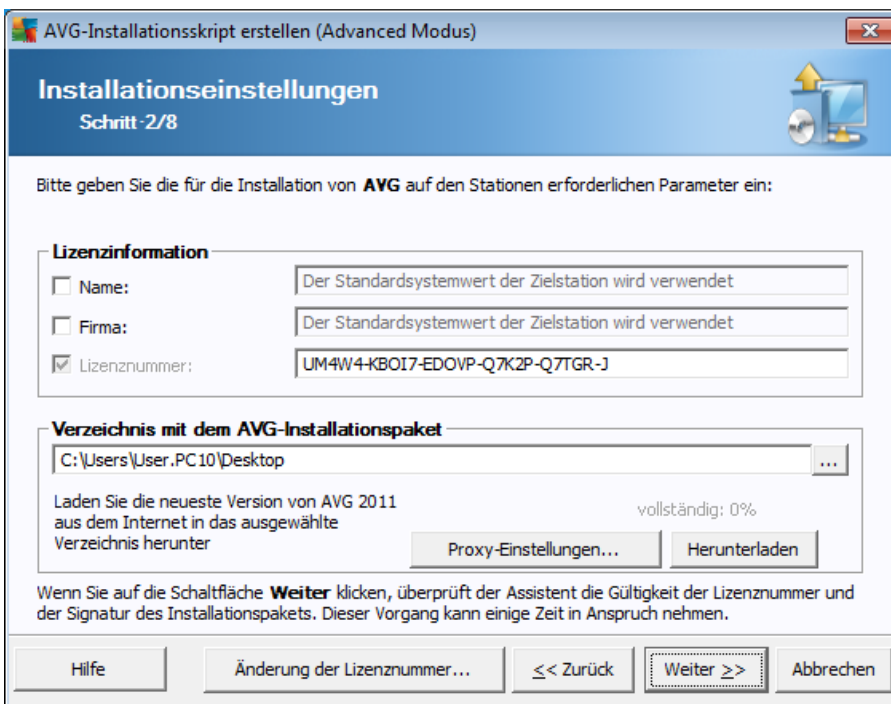 AVG-Installationsskript erstellen (Advanced Modus)
Installationseinstellungen
Schritt-2/8
Bitte geben Sie die für die Installation von AVG auf den Stationen erforderlichen Parameter ein:
Lizenzinformation
Name:
Der Standardsystemwert der Zielstation wird verwendet
Firma:
Der Standardsystemwert der Zielstation wird verwendet
Lizenznummer:
UM4W4-KBOI7-EDOVP-Q7K2P-Q7TGR-J
Verzeichnis mit dem AVG-Installationspaket
C:\Users\User.PC10\Desktop
...
Laden Sie die neueste Version von AVG 2011
aus dem Internet in das ausgewählte
Verzeichnis herunter
vollständig: 0%
Proxy-Einstellungen...
Herunterladen
Wenn Sie auf die Schaltfläche Weiter klicken, überprüft der Assistent die Gültigkeit der Lizenznummer und
der Signatur des Installationspakets. Dieser Vorgang kann einige Zeit in Anspruch nehmen.
Hilfe
Änderung der Lizenznummer...
<< Zurück
Weiter >>
Abbrechen